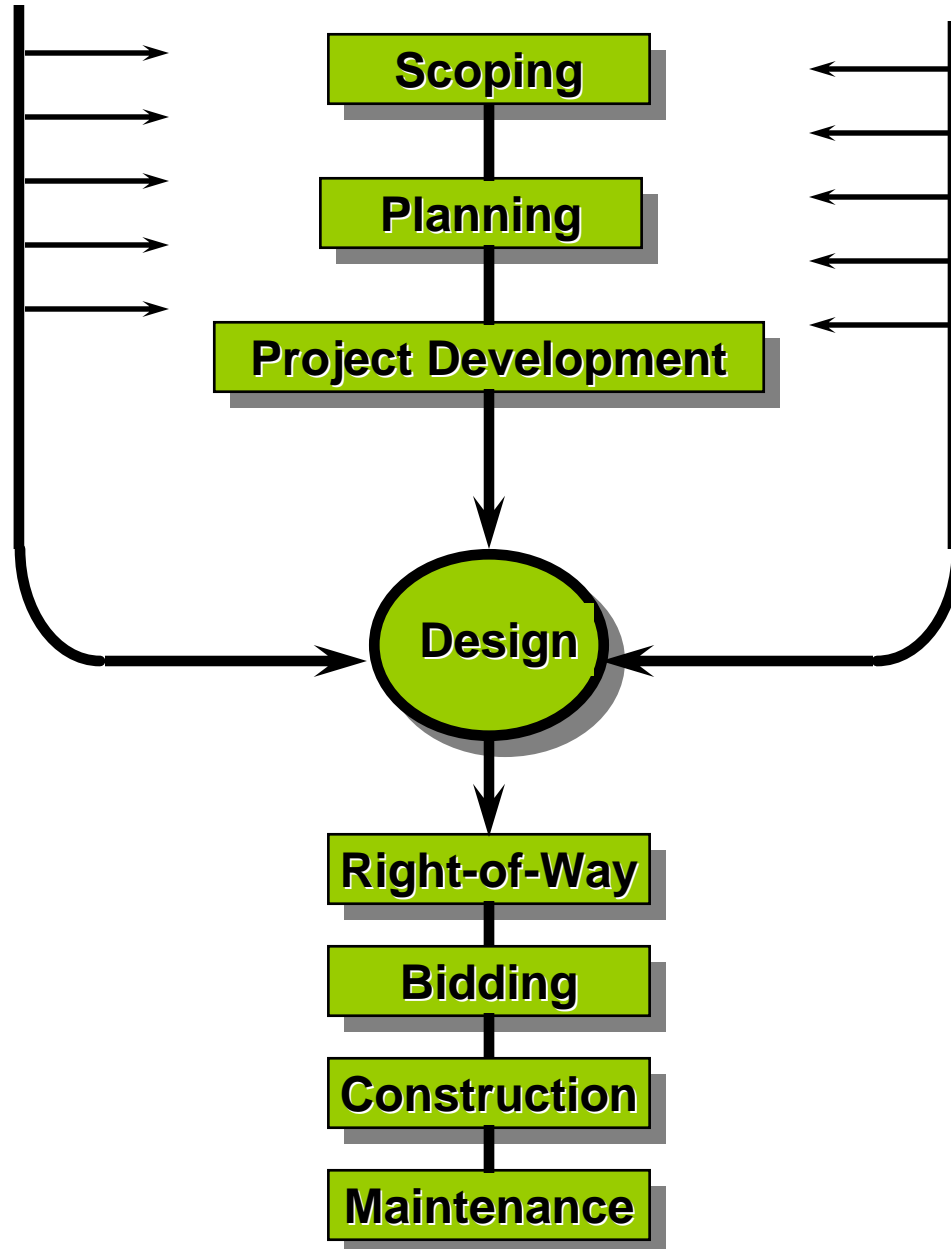 Scoping
Planning
Project Development
Design
Right-of-Way
Bidding
Construction
Maintenance